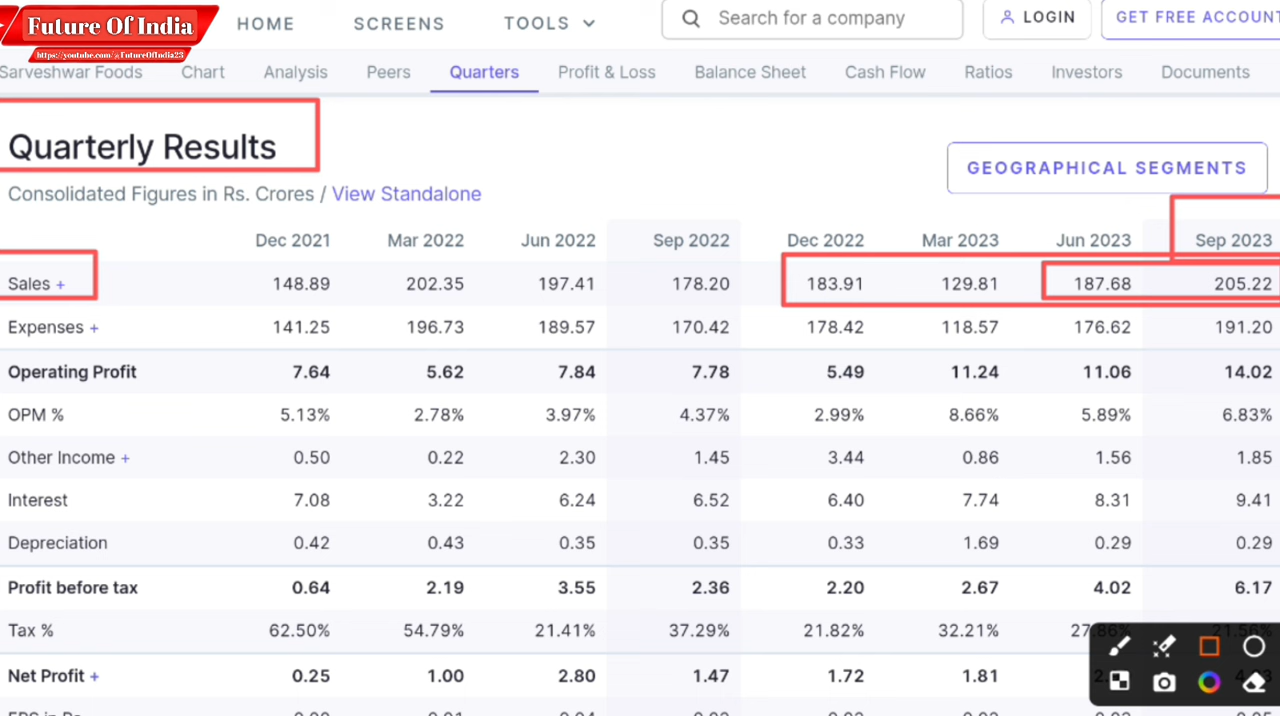 Future Of India
https://youtube.com/@FutureOfIndia23
HOME SCREENS TOOLS Search for a company LOGIN GET FREE ACCOUNT
Sarveshwar Foods Chart Analysis Peers Quarters Profit & Loss Balance Sheet Cash Flow Ratios Investors Documents
Quarterly Results
GEOGRAPHICAL SEGMENTS
Consolidated Figures in Rs. Crores / View Standalone
Dec 2021 Mar 2022 Jun 2022 Sep 2022 Dec 2022 Mar 2023 Jun 2023 Sep 2023
Sales + 148.89 202.35 197.41 178.20 183.91 129.81 187.68 205.22
Expenses + 141.25 196.73 189.57 170.42 178.42 118.57 176.62 191.20
Operating Profit 7.64 5.62 7.84 7.78 5.49 11.24 11.06 14.02
OPM % 5.13% 2.78% 3.97% 4.37% 2.99% 8.66% 5.89% 6.83%
Other Income + 0.50 0.22 2.30 1.45 3.44 0.86 1.56 1.85
Interest 7.08 3.22 6.24 6.52 6.40 7.74 8.31 9.41
Depreciation 0.42 0.43 0.35 0.35 0.33 1.69 0.29 0.29
Profit before tax 0.64 2.19 3.55 2.36 2.20 2.67 4.02 6.17
Tax % 62.50% 54.79% 21.41% 37.29% 21.82% 32.21% 27.86% 21.56%
Net Profit + 0.25 1.00 2.80 1.47 1.72 1.81